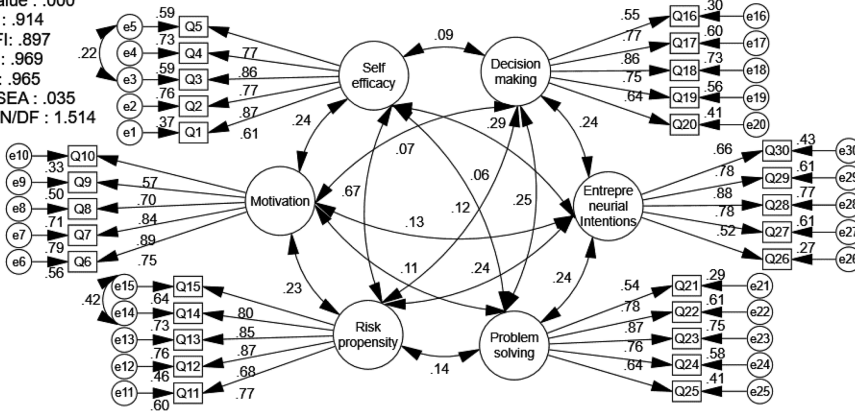 alue : .000
: .914
FI: .897
: .969
: .965
SEA : .035
N/DF : 1.514
e5 .59 Q5
e4 .73 Q4 .77
e3 .59 Q3 .86
e2 .76 Q2 .77
e1 .37 Q1 .87
.61
.22
Self
efficacy
.09
Decision
making
.55 Q16 .30 e16
.77 Q17 .60 e17
.86 Q18 .73 e18
.75 Q19 .56 e19
.64 Q20 .41 e20
.24
.07
.29
.24
e10 Q10
.33
e9 Q9 .57
.50
e8 Q8 .70
.71
e7 Q7 .84
.79
e6 Q6 .89
.56
.75
Motivation
.67
.06
.13
.12
.25
.11
.24
Entrepre
neurial
Intentions
.66 Q30 .43 e30
.78 Q29 .61 e29
.88 Q28 .77 e28
.78 Q27 .61 e27
.52 Q26 .27 e26
.23
.24
e15 Q15
.64
.42
e14 Q14 .80
.73
e13 Q13 .85
.76
e12 Q12 .87
.46
e11 Q11 .68
.60
.77
Risk
propensity
.14
Problem
solving
.54 Q21 .29 e21
.78 Q22 .61 e22
.87 Q23 .75 e23
.76 Q24 .58 e24
.64 Q25 .41 e25